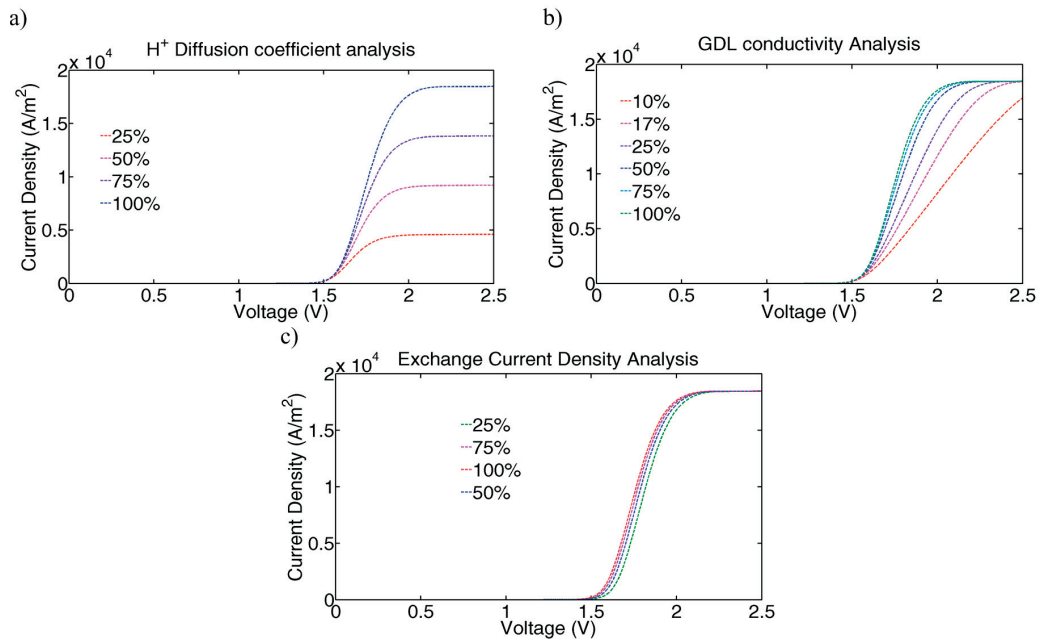 a)
H+ Diffusion coefficient analysis
x 10^4
2
1.5
1
0.5
0
Current Density (A/m²)
25%
50%
75%
100%
0 0.5 1 1.5 2 2.5
Voltage (V)
b)
GDL conductivity Analysis
x 10^4
2
1.5
1
0.5
0
Current Density (A/m²)
10%
17%
25%
50%
75%
100%
0 0.5 1 1.5 2 2.5
Voltage (V)
c)
Exchange Current Density Analysis
x 10^4
2
1.5
1
0.5
0
Current Density (A/m²)
25%
75%
100%
50%
0 0.5 1 1.5 2 2.5
Voltage (V)